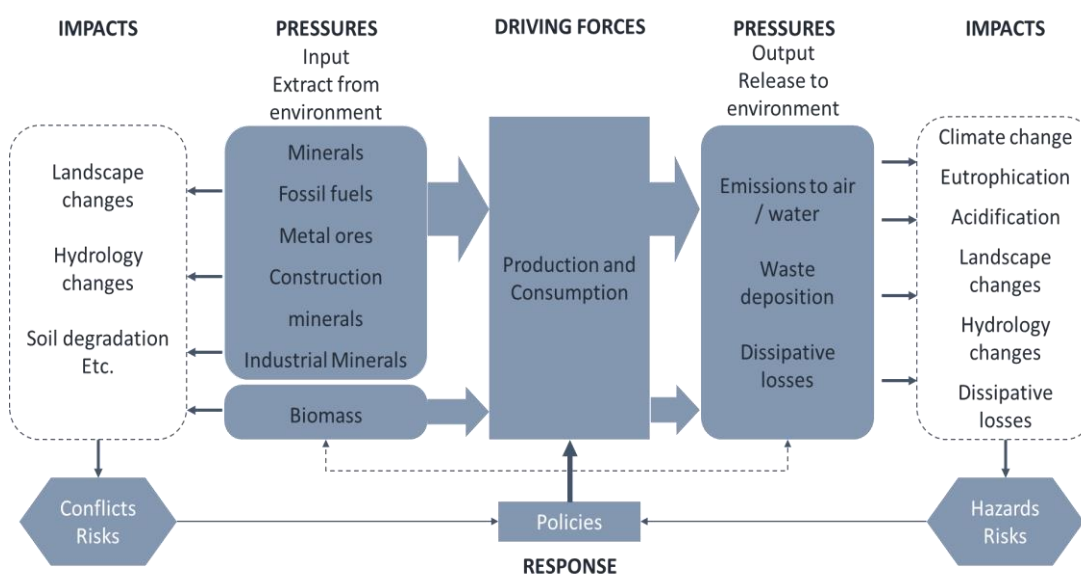 IMPACTS
PRESSURES
Input
Extract from
environment
DRIVING FORCES
PRESSURES
Output
Release to
environment
IMPACTS
Landscape
changes
Hydrology
changes
Soil degradation
Etc.
Minerals
Fossil fuels
Metal ores
Construction
minerals
Industrial Minerals
Biomass
Production and
Consumption
Emissions to air
/ water
Waste
deposition
Dissipative
losses
Climate change
Eutrophication
Acidification
Landscape
changes
Hydrology
changes
Dissipative
losses
Conflicts
Risks
Policies
RESPONSE
Hazards
Risks